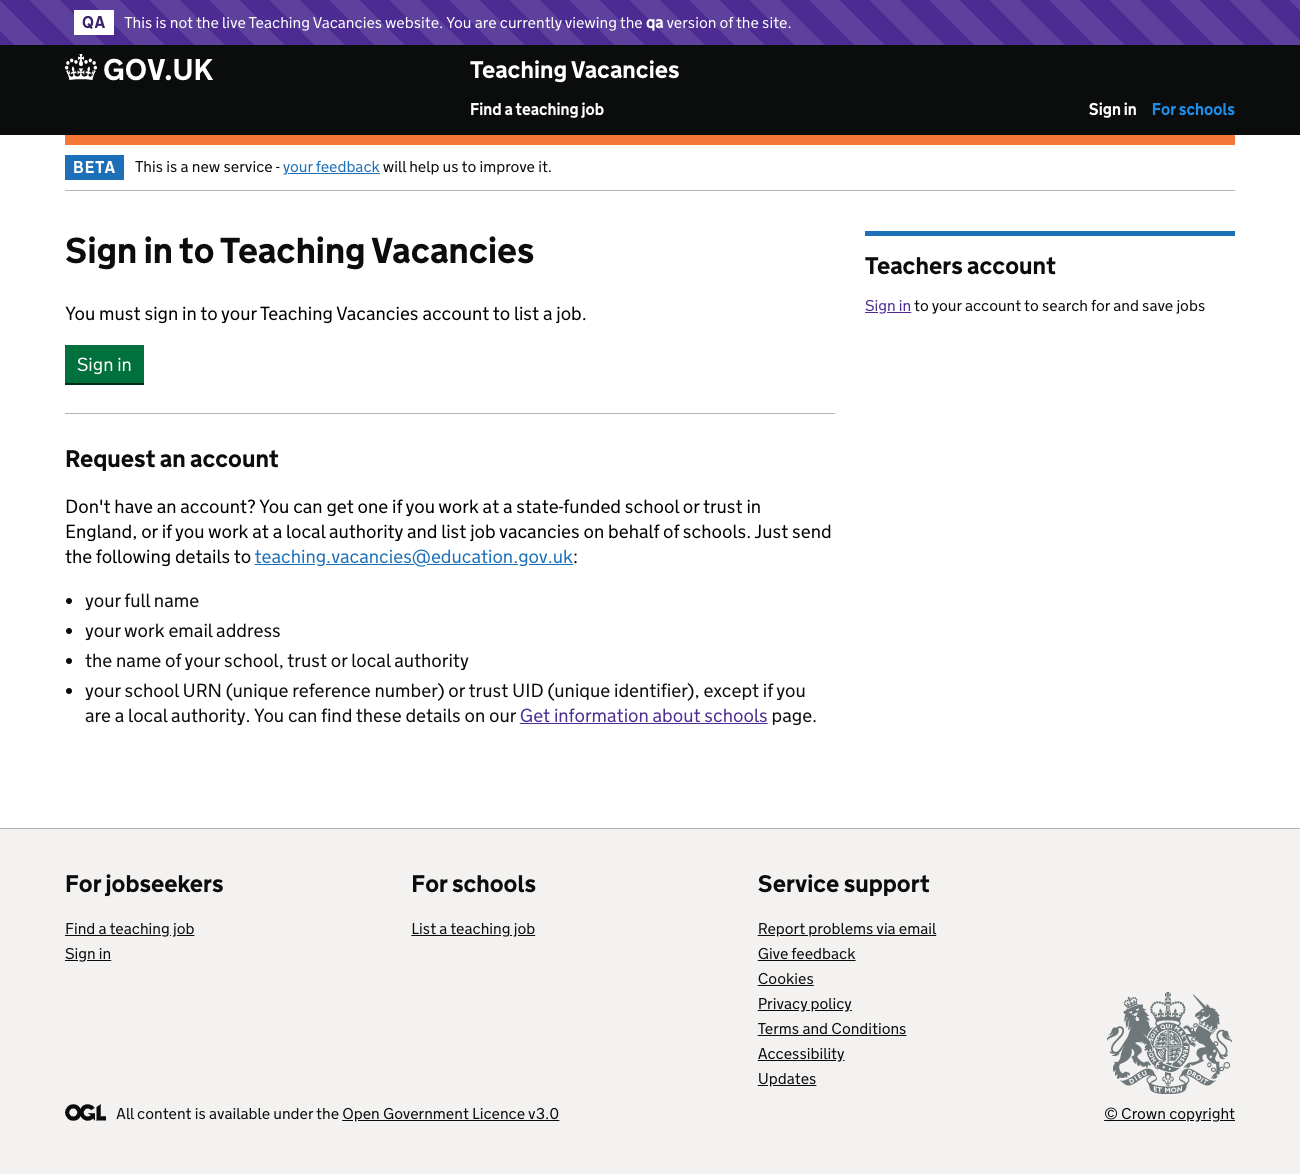 QA This is not the live Teaching Vacancies website. You are currently viewing the qa version of the site.
GOV.UK Teaching Vacancies
Find a teaching job Sign in For schools
BETA This is a new service - your feedback will help us to improve it.
Sign in to Teaching Vacancies
You must sign in to your Teaching Vacancies account to list a job.
Sign in
Teachers account
Sign in to your account to search for and save jobs
Request an account
Don't have an account? You can get one if you work at a state-funded school or trust in
England, or if you work at a local authority and list job vacancies on behalf of schools. Just send
the following details to teaching.vacancies@education.gov.uk:
• your full name
• your work email address
• the name of your school, trust or local authority
• your school URN (unique reference number) or trust UID (unique identifier), except if you
are a local authority. You can find these details on our Get information about schools page.
For jobseekers
Find a teaching job
Sign in
For schools
List a teaching job
Service support
Report problems via email
Give feedback
Cookies
Privacy policy
Terms and Conditions
Accessibility
Updates
DIEU ET MON DROIT
OGL All content is available under the Open Government Licence v3.0
© Crown copyright